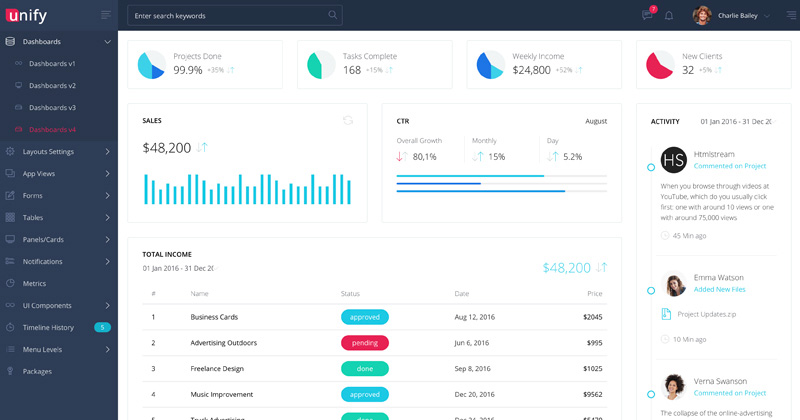 unify
Enter search keywords
7
Charlie Bailey
Dashboards
Dashboards v1
Dashboards v2
Dashboards v3
Dashboards v4
Layouts Settings
App Views
Forms
Tables
Panels/Cards
Notifications
Metrics
UI Components
Timeline History 5
Menu Levels
Packages
Projects Done
99.9% +35%
Tasks Complete
168 +15%
Weekly Income
$24,800 +52%
New Clients
32 +5%
SALES
$48,200
CTR August
Overall Growth Monthly Day
80,1% 15% 5.2%
TOTAL INCOME
01 Jan 2016 - 31 Dec 20
$48,200
# Name Status Date Price
1 Business Cards approved Aug 12, 2016 $2045
2 Advertising Outdoors pending Jun 6, 2016 $995
3 Freelance Design done Sep 8, 2016 $1025
4 Music Improvement approved Dec 20, 2016 $9562
ACTIVITY 01 Jan 2016 - 31 Dec 20
HS
Htmlstream
Commented on Project
When you browse through videos at
YouTube, which do you usually click
first: one with around 10 views or one
with around 75,000 views
45 Min ago
Emma Watson
Added New Files
Project Updates.zip
10 Min ago
Verna Swanson
Commented on Project
The collapse of the online-advertising